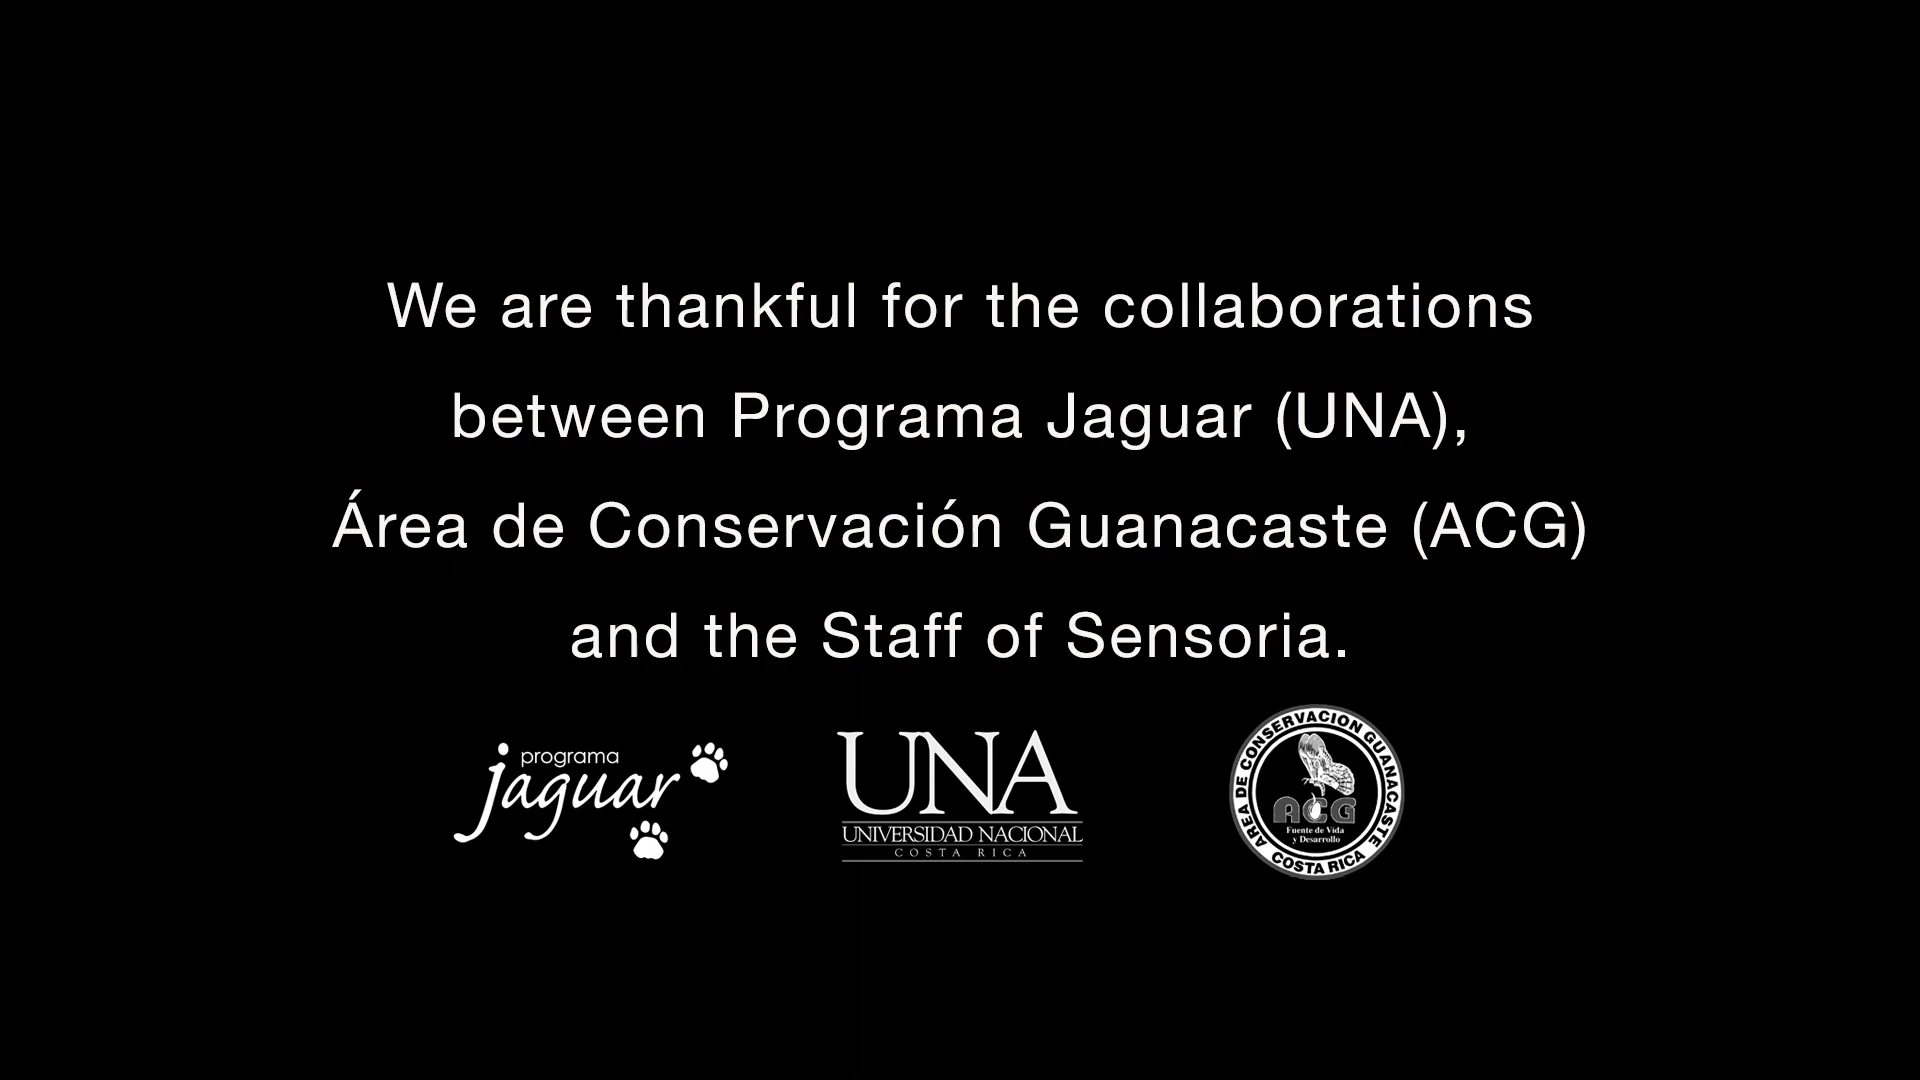 We are thankful for the collaborations
between Programa Jaguar (UNA),
Área de Conservación Guanacaste (ACG)
and the Staff of Sensoria.
programa
jaguar
UNA
UNIVERSIDAD NACIONAL
COSTA RICA
AREA DE CONSERVACION GUANACASTE
ACG
Fuente de Vida
y Desarrollo
COSTA RICA